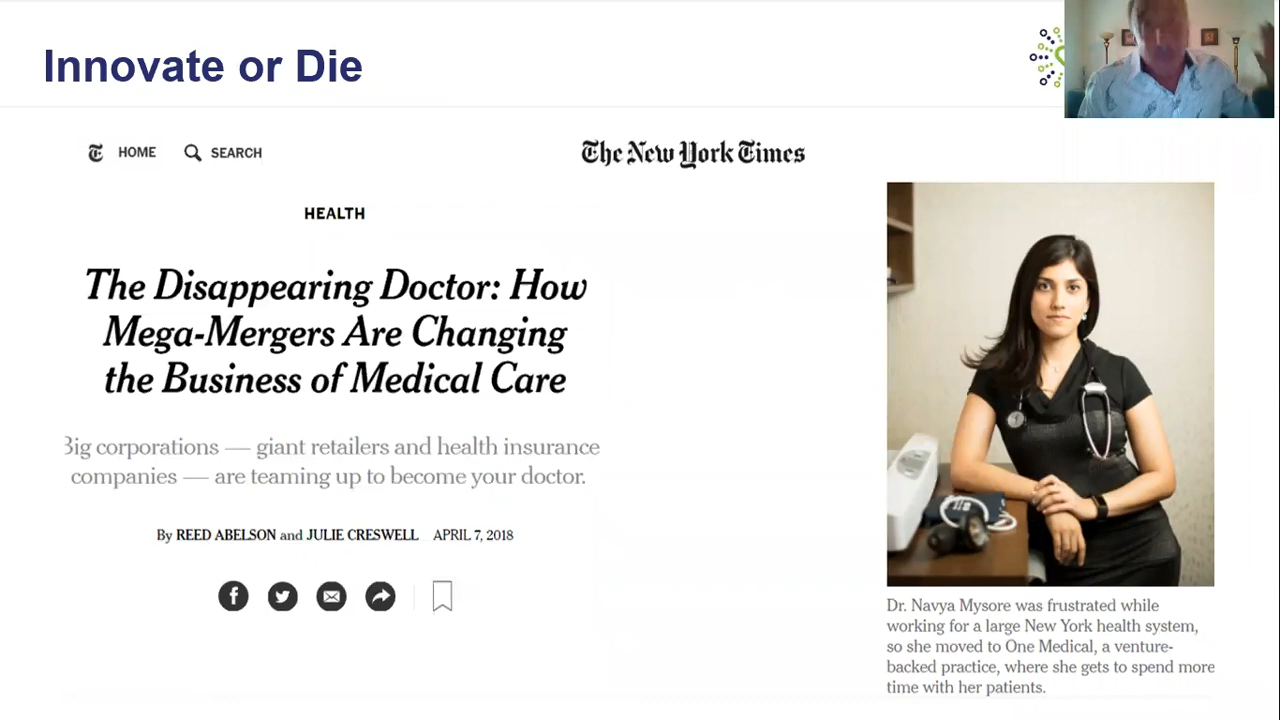 Innovate or Die
HOME
SEARCH
The New York Times
HEALTH
The Disappearing Doctor: How
Mega-Mergers Are Changing
the Business of Medical Care
Big corporations — giant retailers and health insurance
companies — are teaming up to become your doctor.
By REED ABELSON and JULIE CRESWELL APRIL 7, 2018
Dr. Navya Mysore was frustrated while
working for a large New York health system,
so she moved to One Medical, a venture-
backed practice, where she gets to spend more
time with her patients.